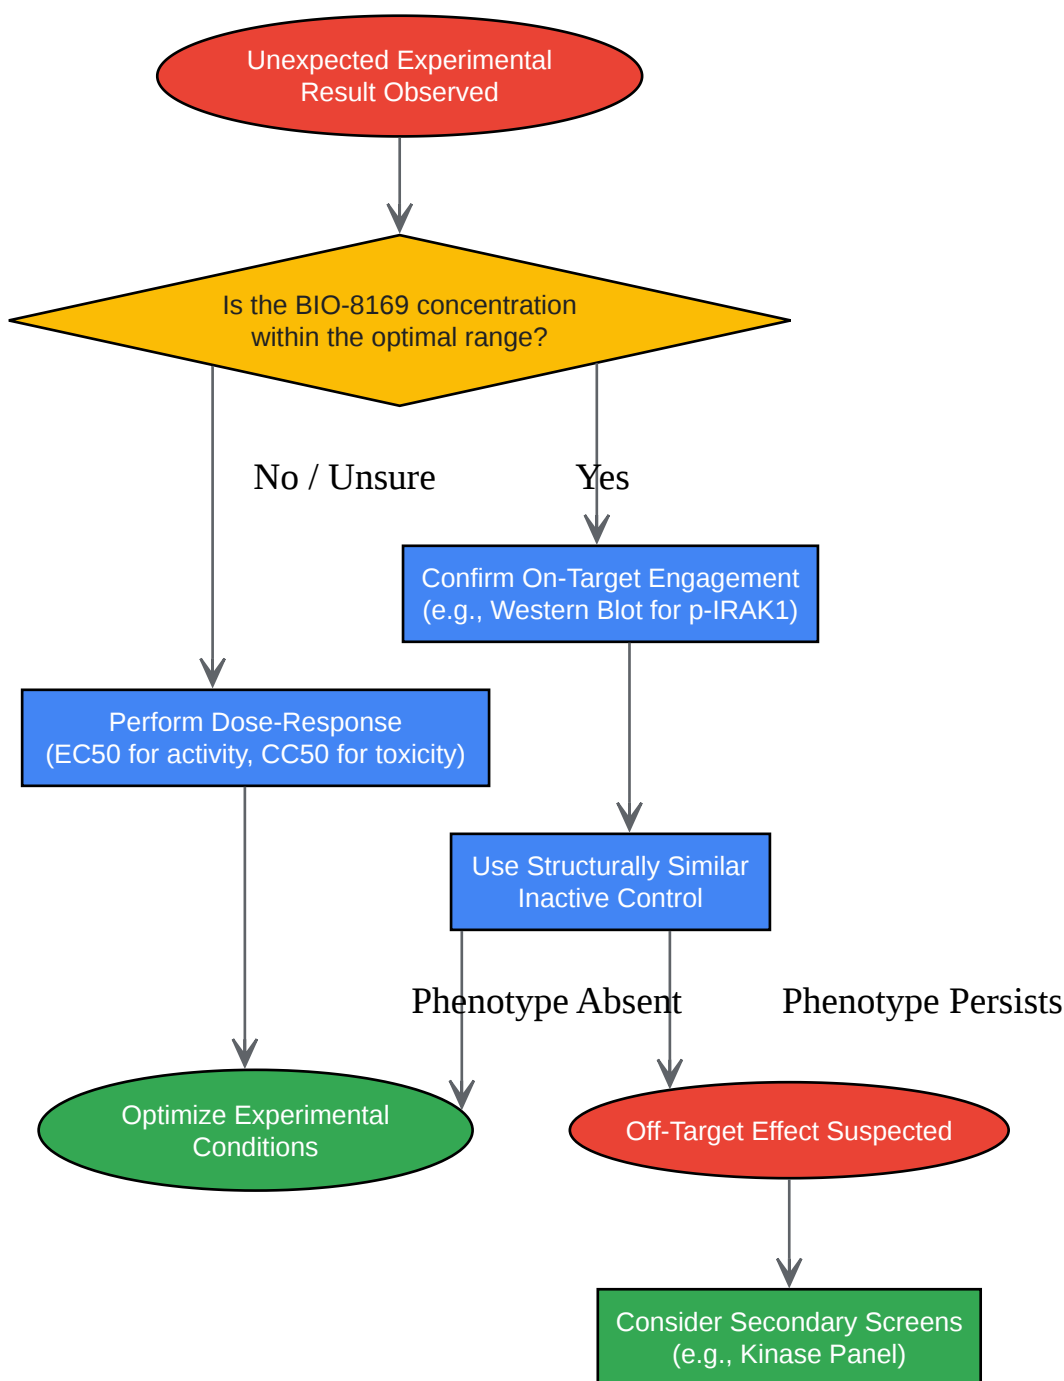 Unexpected Experimental
Result Observed
Is the BIO-8169 concentration
within the optimal range?
No / Unsure
Yes
Confirm On-Target Engagement
(e.g., Western Blot for p-IRAK1)
Perform Dose-Response
(EC50 for activity, CC50 for toxicity)
Use Structurally Similar
Inactive Control
Phenotype Absent
Phenotype Persists
Optimize Experimental
Conditions
Off-Target Effect Suspected
Consider Secondary Screens
(e.g., Kinase Panel)